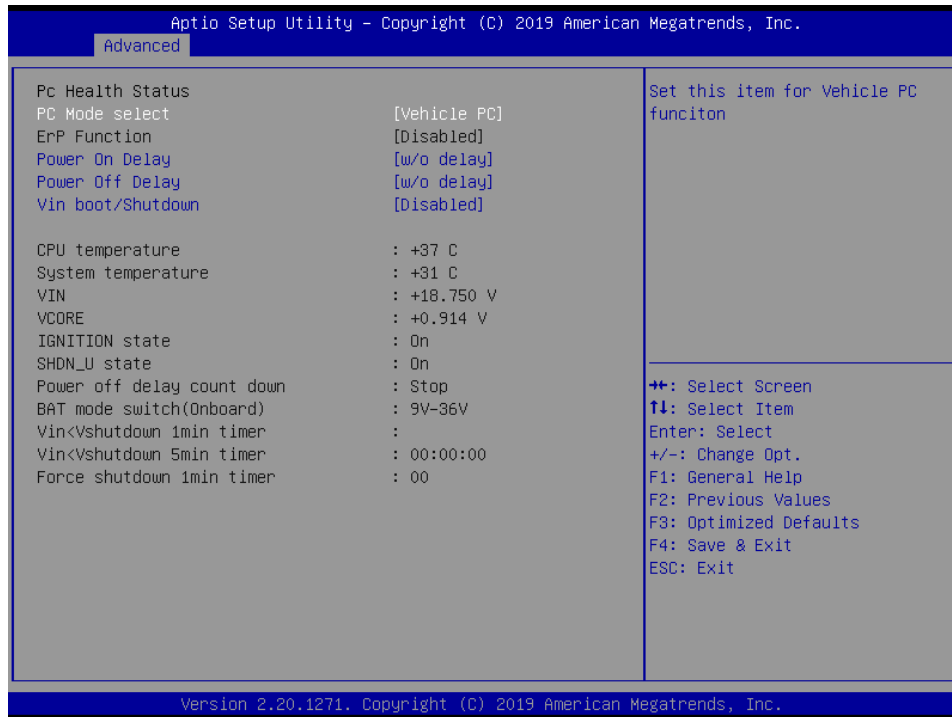 Aptio Setup Utility – Copyright (C) 2019 American Megatrends, Inc.
Advanced
Pc Health Status
PC Mode select [Vehicle PC]
ErP Function [Disabled]
Power On Delay [w/o delay]
Power Off Delay [w/o delay]
Vin boot/Shutdown [Disabled]
CPU temperature : +37 C
System temperature : +31 C
VIN : +18.750 V
VCORE : +0.914 V
IGNITION state : On
SHDN_U state : On
Power off delay count down : Stop
BAT mode switch(Onboard) : 9V-36V
Vin<Vshutdown 1min timer :
Vin<Vshutdown 5min timer : 00:00:00
Force shutdown 1min timer : 00
Set this item for Vehicle PC
funciton
→←: Select Screen
↑↓: Select Item
Enter: Select
+/-: Change Opt.
F1: General Help
F2: Previous Values
F3: Optimized Defaults
F4: Save & Exit
ESC: Exit
Version 2.20.1271. Copyright (C) 2019 American Megatrends, Inc.